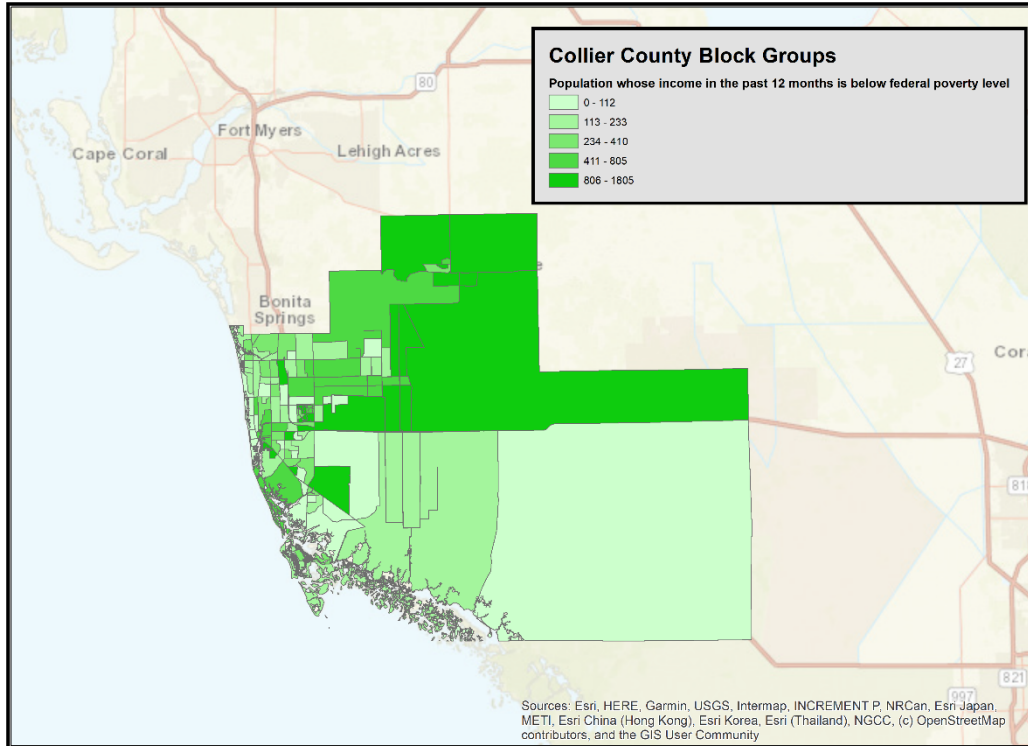 Collier County Block Groups
Population whose income in the past 12 months is below federal poverty level
0 - 112
113 - 233
234 - 410
411 - 805
806 - 1805
80
Fort Myers
Cape Coral
Lehigh Acres
Bonita
Springs
27
818
821
997
Sources: Esri, HERE, Garmin, USGS, Intermap, INCREMENT P, NRCan, Esri Japan,
METI, Esri China (Hong Kong), Esri Korea, Esri (Thailand), NGCC, (c) OpenStreetMap
contributors, and the GIS User Community